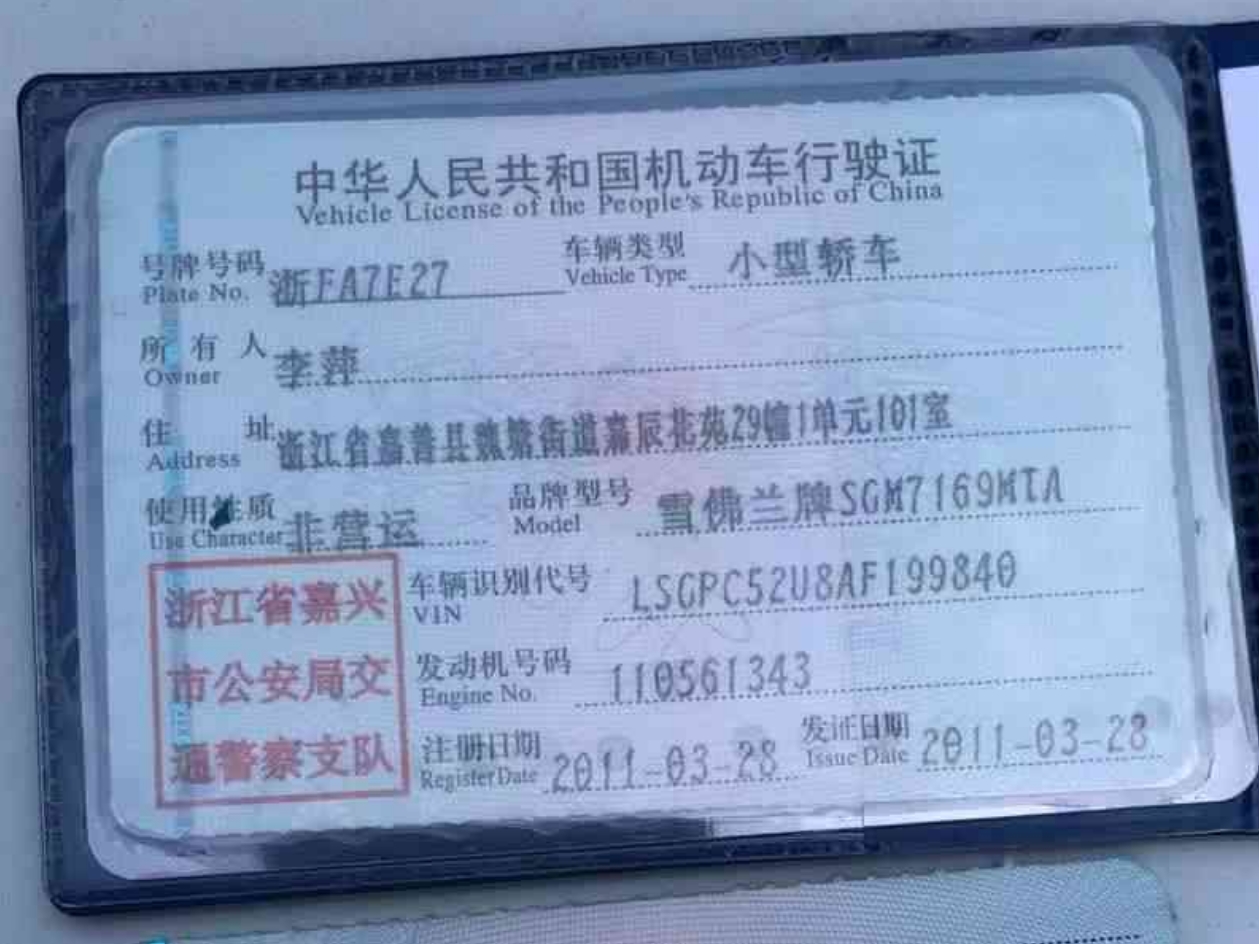 中华人民共和国机动车行驶证
Vehicle License of the People's Republic of China
号牌号码 浙FA7E27 车辆类型 小型轿车
Plate No. Vehicle Type
所有人 李萍
Owner
住址 浙江省嘉善县魏塘街道嘉辰花苑29幢1单元101室
Address
使用性质 非营运 品牌型号 雪佛兰牌SGM7169MTA
Use Character Model
浙江省嘉兴
市公安局交
通警察支队
车辆识别代号 LSGPC52U8AF199840
VIN
发动机号码 110561343
Engine No.
注册日期 2011-03-28 发证日期 2011-03-28
Register Date Issue Date